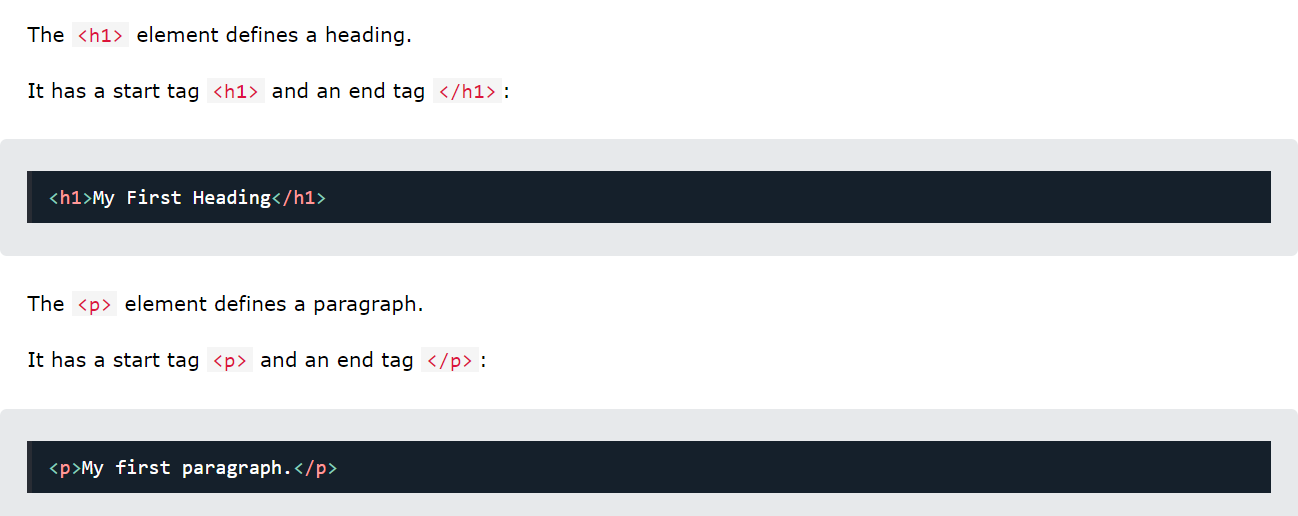 The <h1> element defines a heading.
It has a start tag <h1> and an end tag </h1>:
<h1>My First Heading</h1>
The <p> element defines a paragraph.
It has a start tag <p> and an end tag </p>:
<p>My first paragraph.</p>